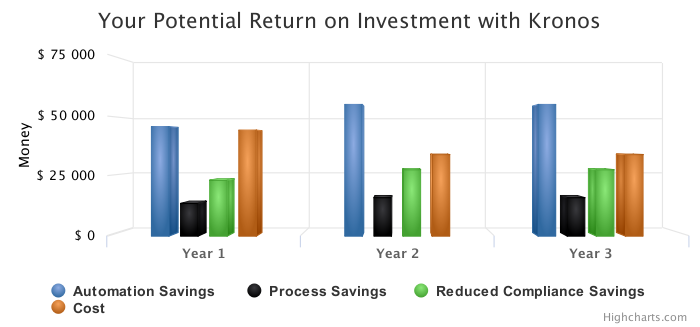 Your Potential Return on Investment with Kronos
$ 75 000
$ 50 000
$ 25 000
$ 0
Money
Year 1 Year 2 Year 3
Automation Savings Process Savings Reduced Compliance Savings
Cost
Highcharts.com